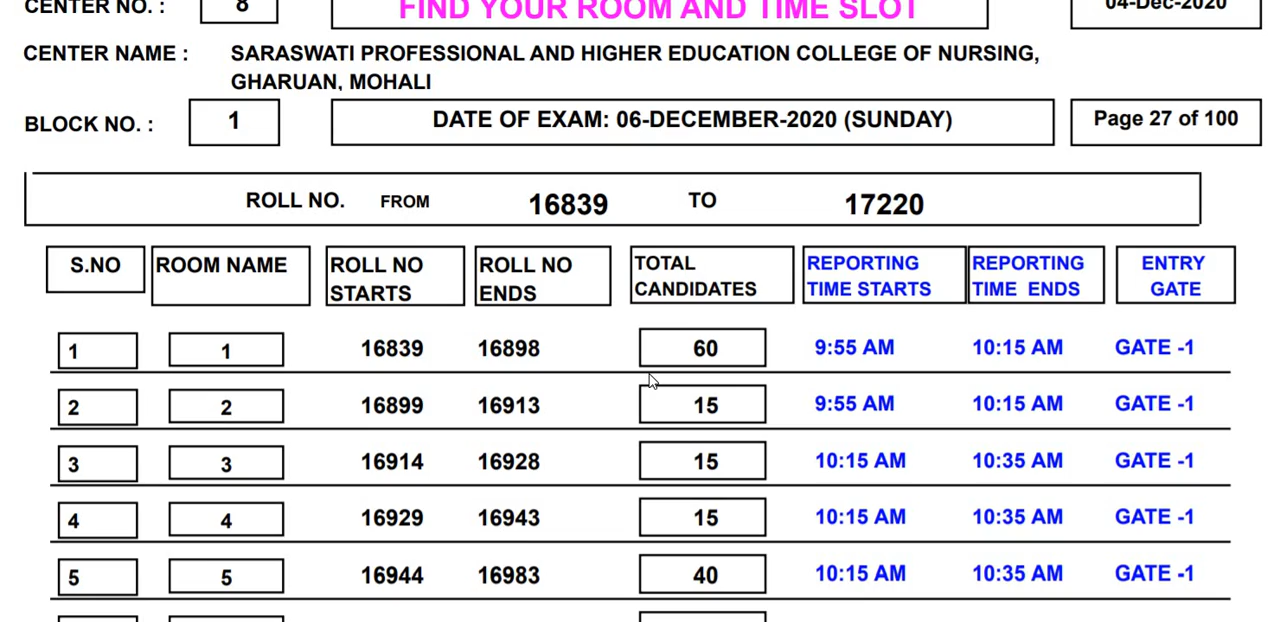 CENTER NO. : 8 FIND YOUR ROOM AND TIME SLOT 04-Dec-2020
CENTER NAME : SARASWATI PROFESSIONAL AND HIGHER EDUCATION COLLEGE OF NURSING,
GHARUAN, MOHALI
BLOCK NO. : 1 DATE OF EXAM: 06-DECEMBER-2020 (SUNDAY) Page 27 of 100
ROLL NO. FROM 16839 TO 17220
S.NO ROOM NAME ROLL NO STARTS ROLL NO ENDS TOTAL CANDIDATES REPORTING TIME STARTS REPORTING TIME ENDS ENTRY GATE
1 1 16839 16898 60 9:55 AM 10:15 AM GATE -1
2 2 16899 16913 15 9:55 AM 10:15 AM GATE -1
3 3 16914 16928 15 10:15 AM 10:35 AM GATE -1
4 4 16929 16943 15 10:15 AM 10:35 AM GATE -1
5 5 16944 16983 40 10:15 AM 10:35 AM GATE -1